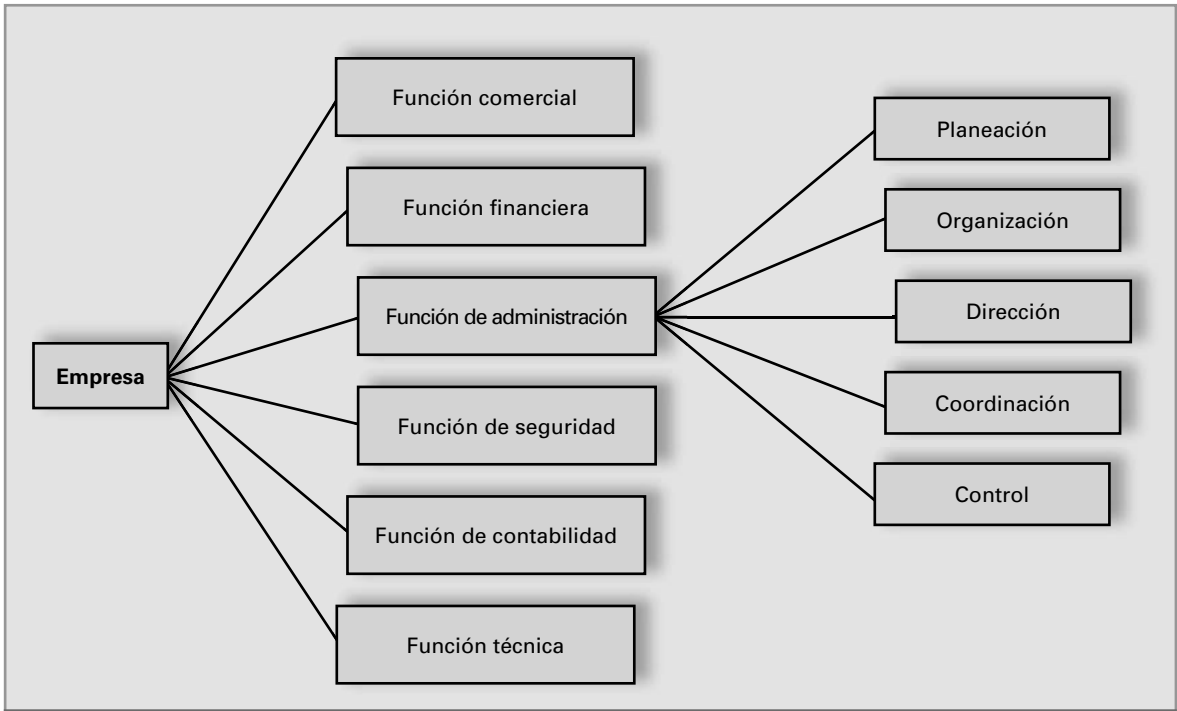 Empresa
Función comercial
Función financiera
Función de administración
Función de seguridad
Función de contabilidad
Función técnica
Planeación
Organización
Dirección
Coordinación
Control